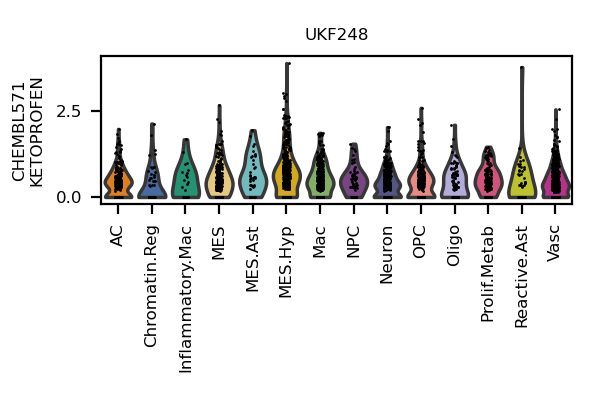 UKF248
CHEMBL571
KETOPROFEN
2.5
0.0
AC
Chromatin.Reg
Inflammatory.Mac
MES
MES.Ast
MES.Hyp
Mac
NPC
Neuron
OPC
Oligo
Prolif.Metab
Reactive.Ast
Vasc